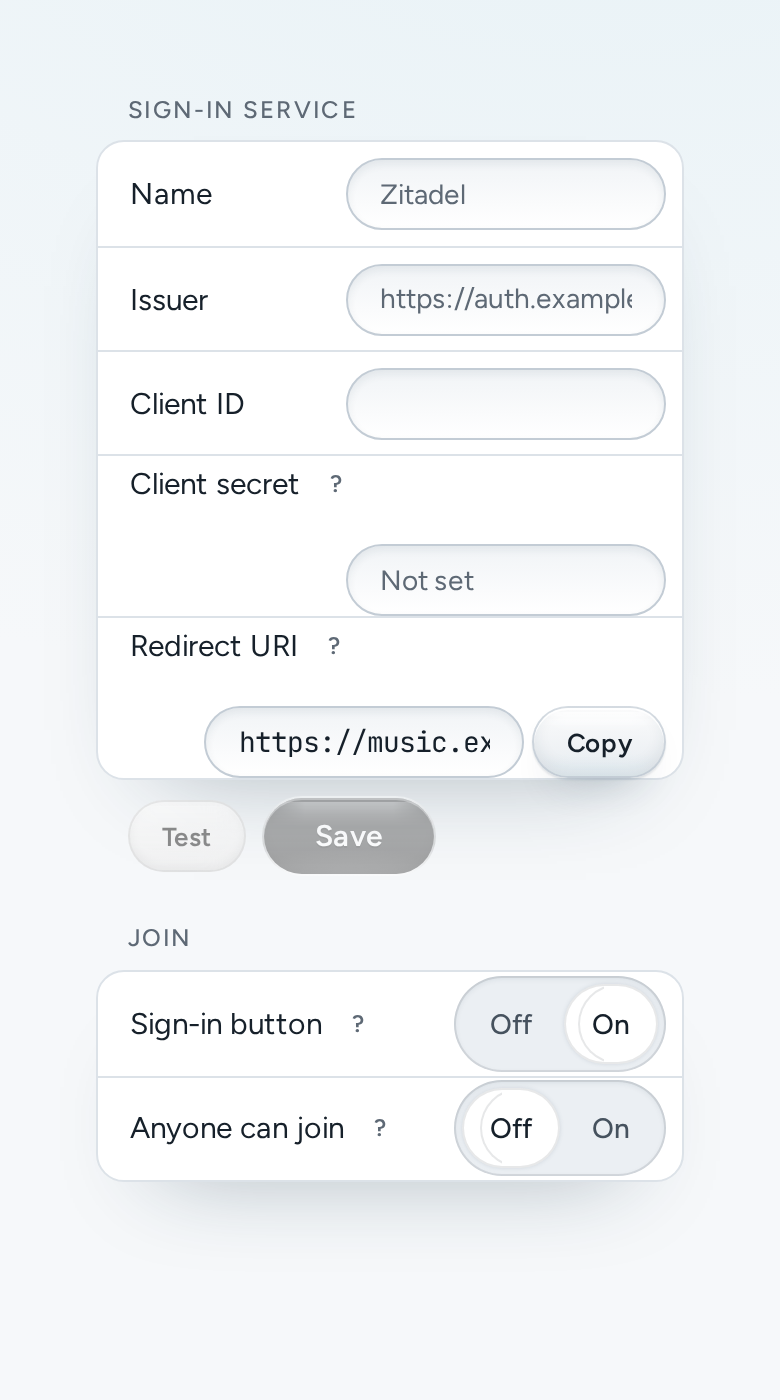 SIGN-IN SERVICE
Name
Zitadel
Issuer
https://auth.example
Client ID
Client secret ?
Not set
Redirect URI ?
https://music.ex
Copy
Test
Save
JOIN
Sign-in button ?
Off On
Anyone can join ?
Off On